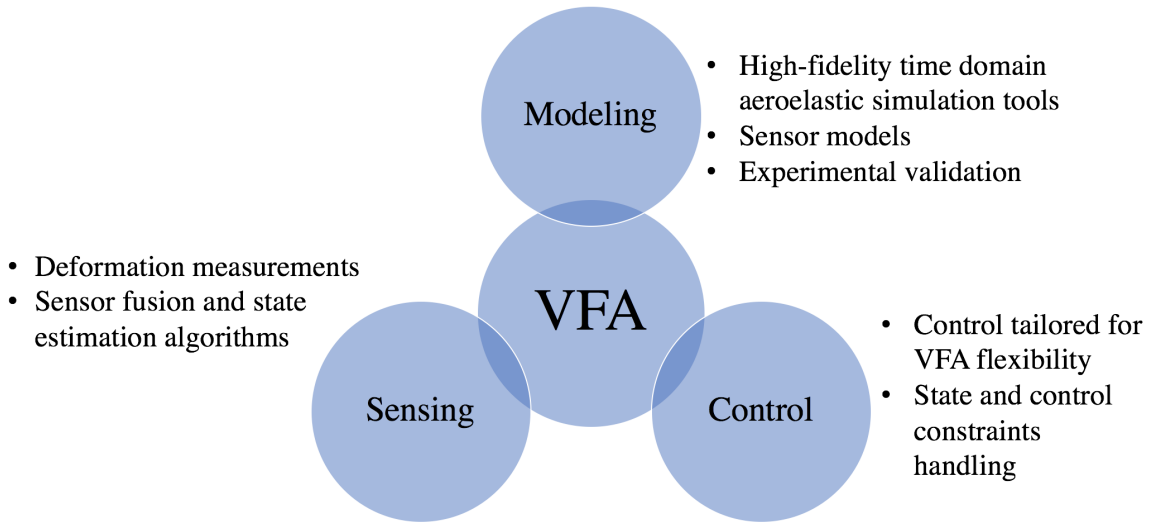 Modeling
• High-fidelity time domain
aeroelastic simulation tools
• Sensor models
• Experimental validation
• Deformation measurements
• Sensor fusion and state
estimation algorithms
VFA
Sensing
Control
• Control tailored for
VFA flexibility
• State and control
constraints
handling